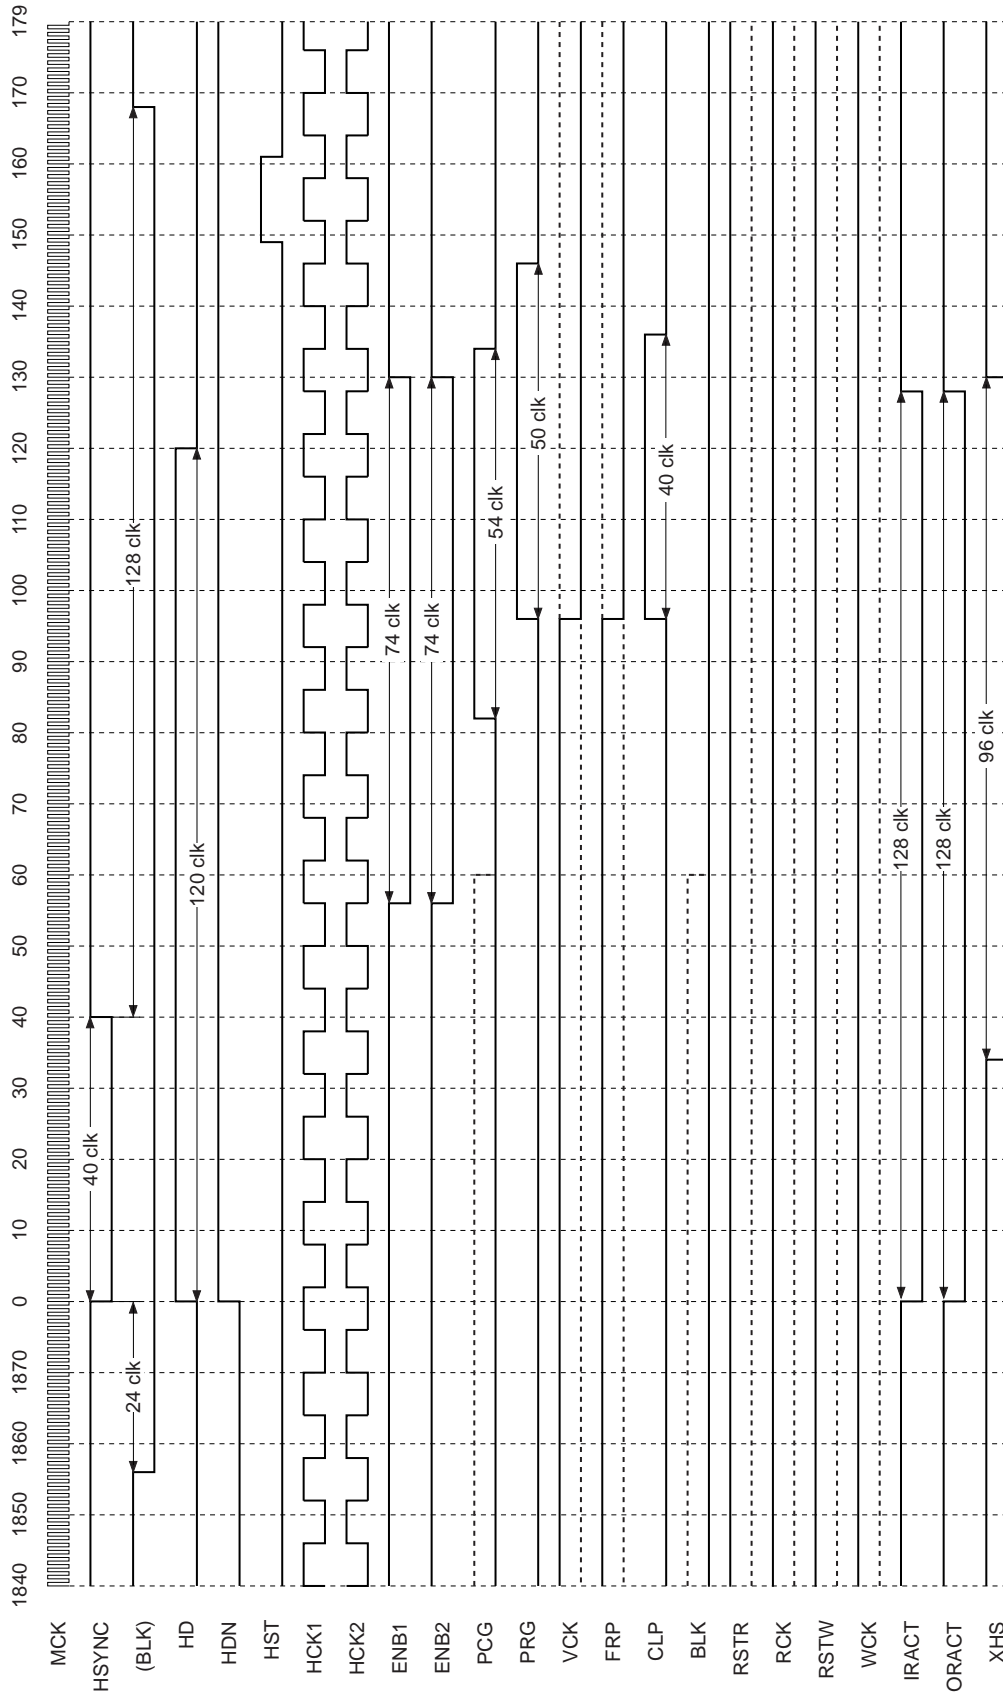 1840 1850 1860 1870 0 10 20 30 40 50 60 70 80 90 100 110 120 130 140 150 160 170 179
MCK
HSYNC 40 clk
(BLK) 24 clk 128 clk
HD 120 clk
HDN
HST
HCK1
HCK2
ENB1 74 clk
ENB2 74 clk
PCG 54 clk
PRG 50 clk
VCK
FRP
CLP 40 clk
BLK
RSTR
RCK
RSTW
WCK
IRACT 128 clk
ORACT 128 clk
XHS 96 clk